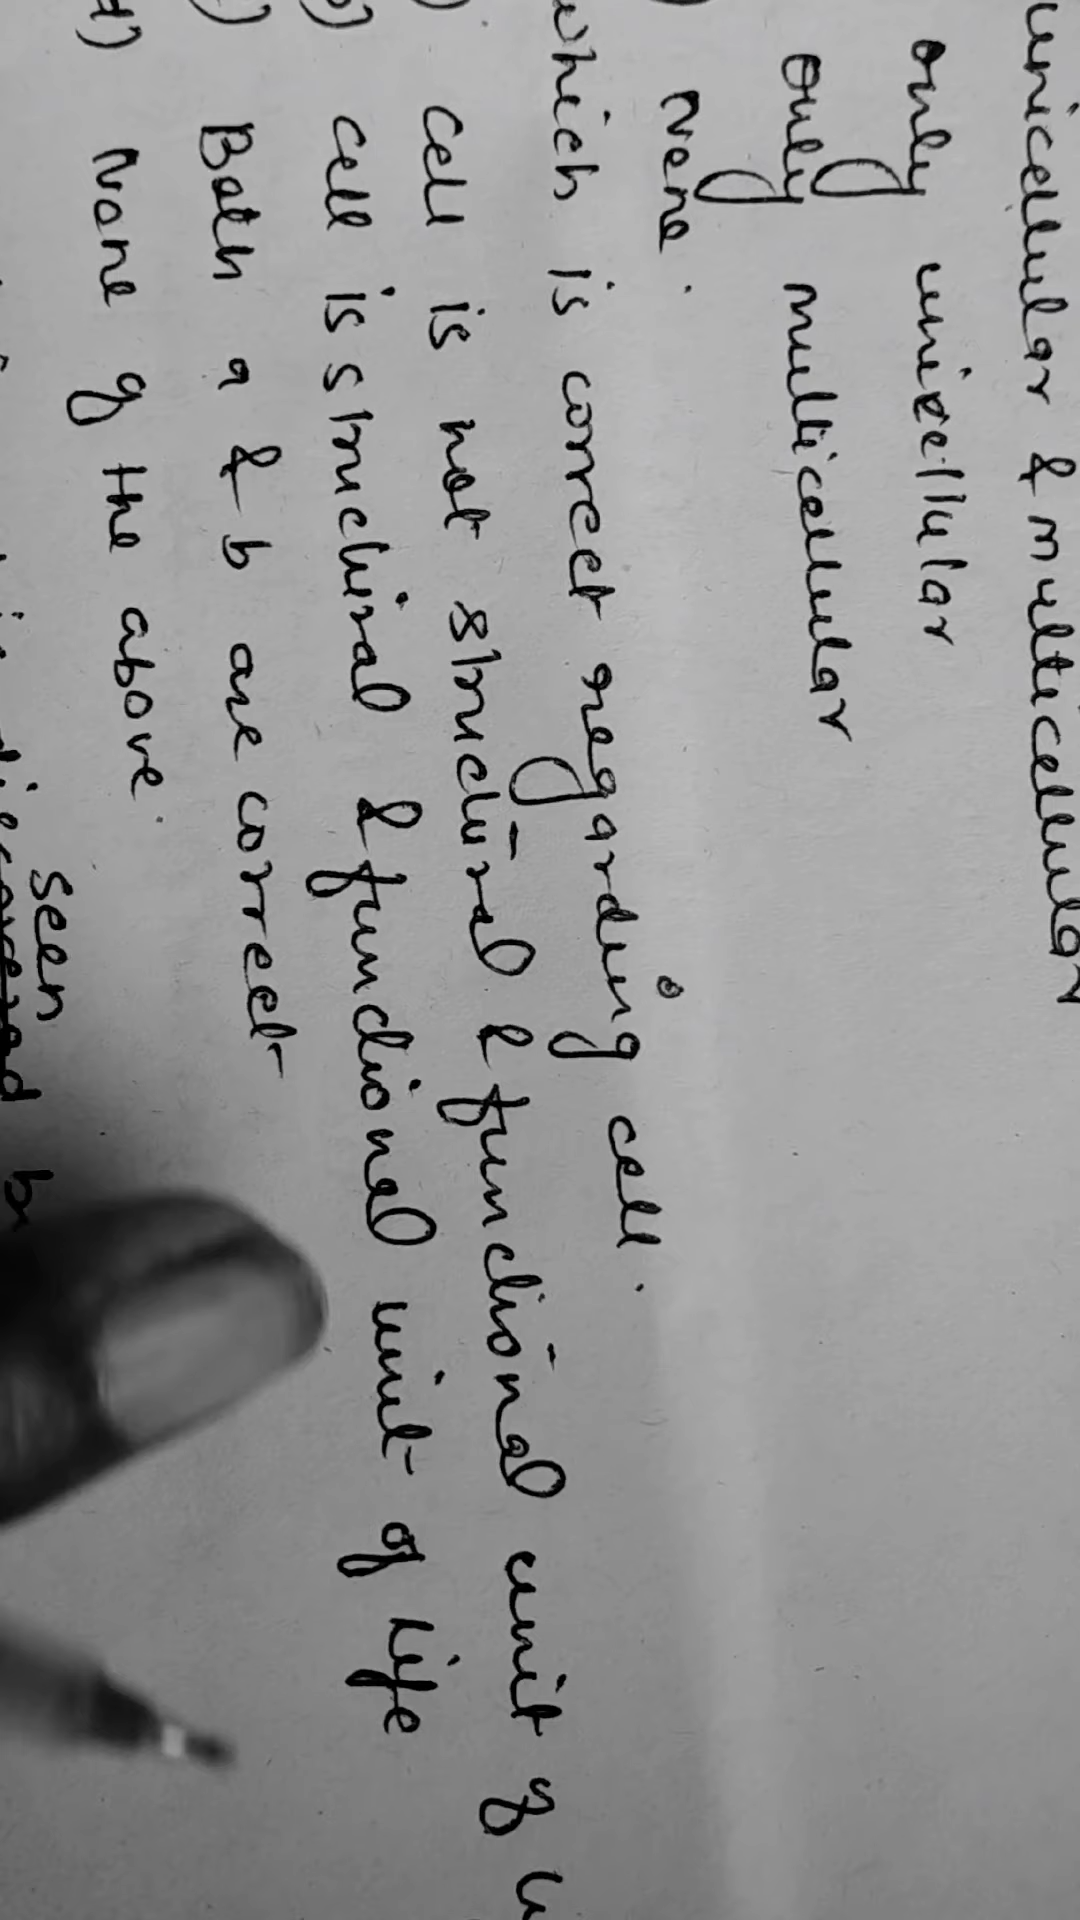 unicellular & multicellular
only unicellular
only multicellular
None.
which is correct regarding cell.
cell is not structural & functional unit of
b) cell is structural & functional unit of Life
c) Both a & b are correct
d) None of the above.
seen